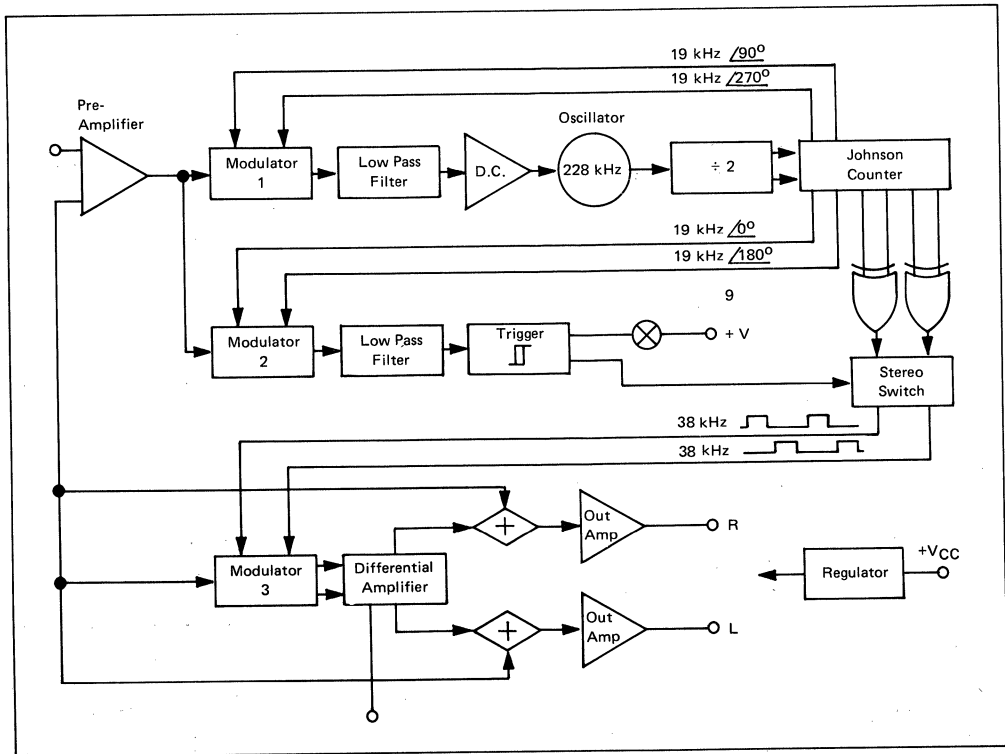 19 kHz /90°
19 kHz /270°
Pre-
Amplifier
Oscillator
Modulator
1
Low Pass
Filter
D.C.
228 kHz
÷ 2
Johnson
Counter
19 kHz /0°
19 kHz /180°
9
Modulator
2
Low Pass
Filter
Trigger
+ V
Stereo
Switch
38 kHz
38 kHz
+
Out
Amp
R
Modulator
3
Differential
Amplifier
Regulator
+VCC
+
Out
Amp
L